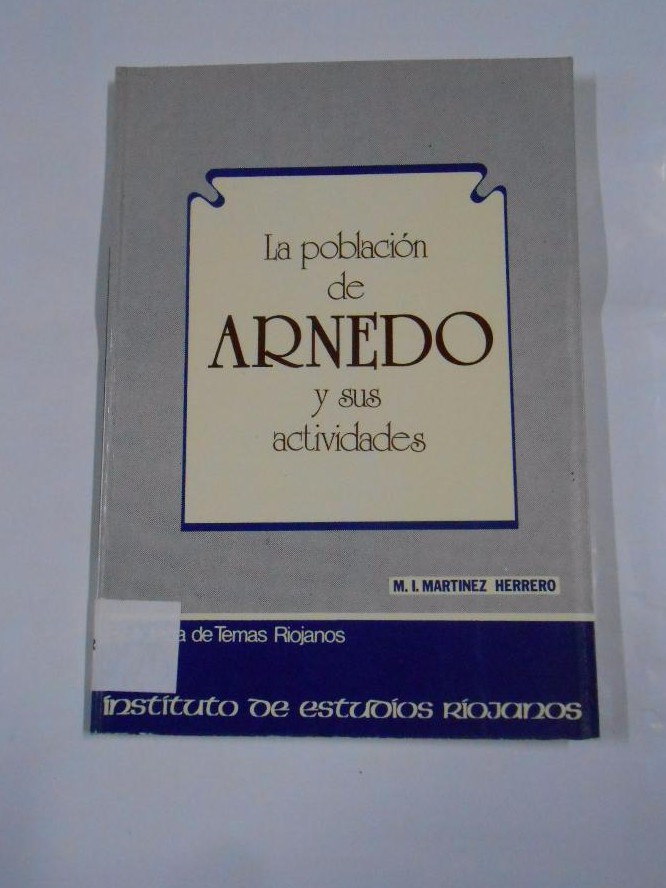 La población
de
ARNEDO
y sus
actividades
M. I. MARTINEZ HERRERO
de Temas Riojanos
instituto de estudios Riojanos